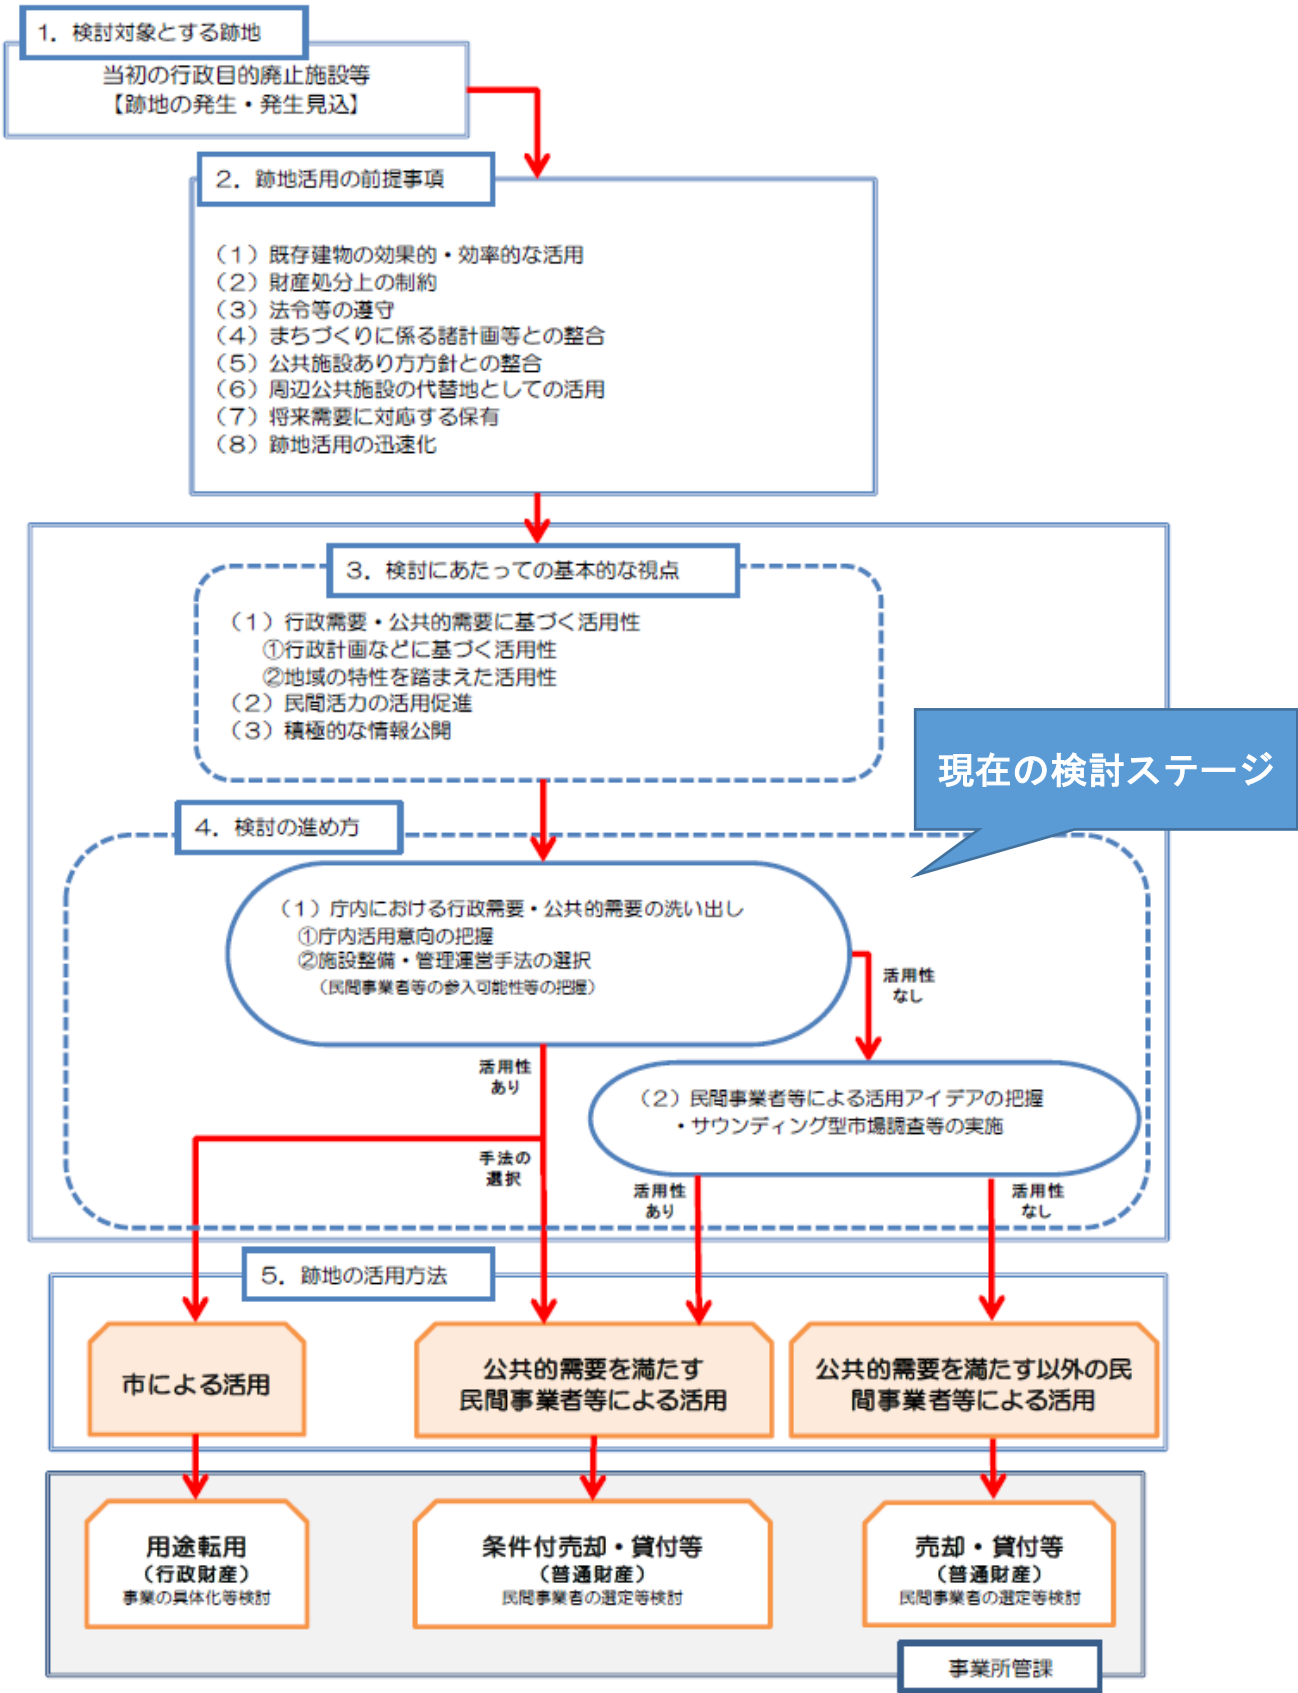 1．検討対象とする跡地
当初の行政目的廃止施設等
【跡地の発生・発生見込】
2．跡地活用の前提事項
（1）既存建物の効果的・効率的な活用
（2）財産処分上の制約
（3）法令等の遵守
（4）まちづくりに係る諸計画等との整合
（5）公共施設あり方方針との整合
（6）周辺公共施設の代替地としての活用
（7）将来需要に対応する保有
（8）跡地活用の迅速化
3．検討にあたっての基本的な視点
（1）行政需要・公共的需要に基づく活用性
①行政計画などに基づく活用性
②地域の特性を踏まえた活用性
（2）民間活力の活用促進
（3）積極的な情報公開
現在の検討ステージ
4．検討の進め方
（1）庁内における行政需要・公共的需要の洗い出し
①庁内活用意向の把握
②施設整備・管理運営手法の選択
（民間事業者等の参入可能性等の把握）
活用性
なし
活用性
あり
（2）民間事業者等による活用アイデアの把握
・サウンディング型市場調査等の実施
手法の
選択
活用性
あり
活用性
なし
5．跡地の活用方法
市による活用
公共的需要を満たす
民間事業者等による活用
公共的需要を満たす以外の民
間事業者等による活用
用途転用
（行政財産）
事業の具体化等検討
条件付売却・貸付等
（普通財産）
民間事業者の選定等検討
売却・貸付等
（普通財産）
民間事業者の選定等検討
事業所管課